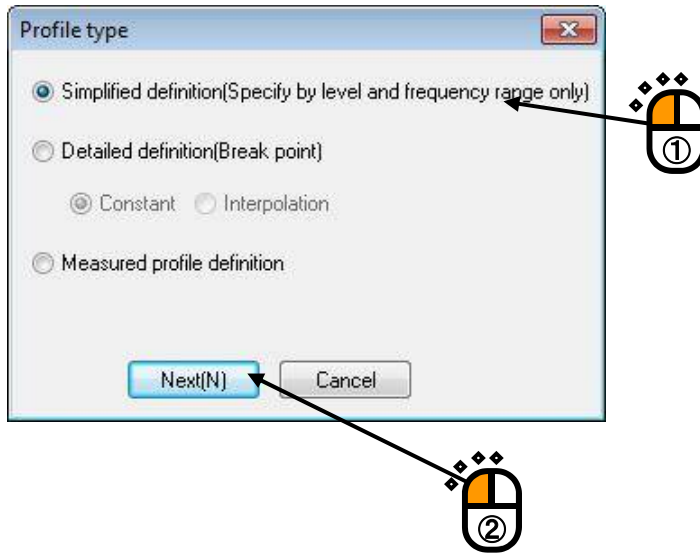 Profile type
Simplified definition(Specify by level and frequency range only)
①
Detailed definition(Break point)
Constant Interpolation
Measured profile definition
Next(N) Cancel
②